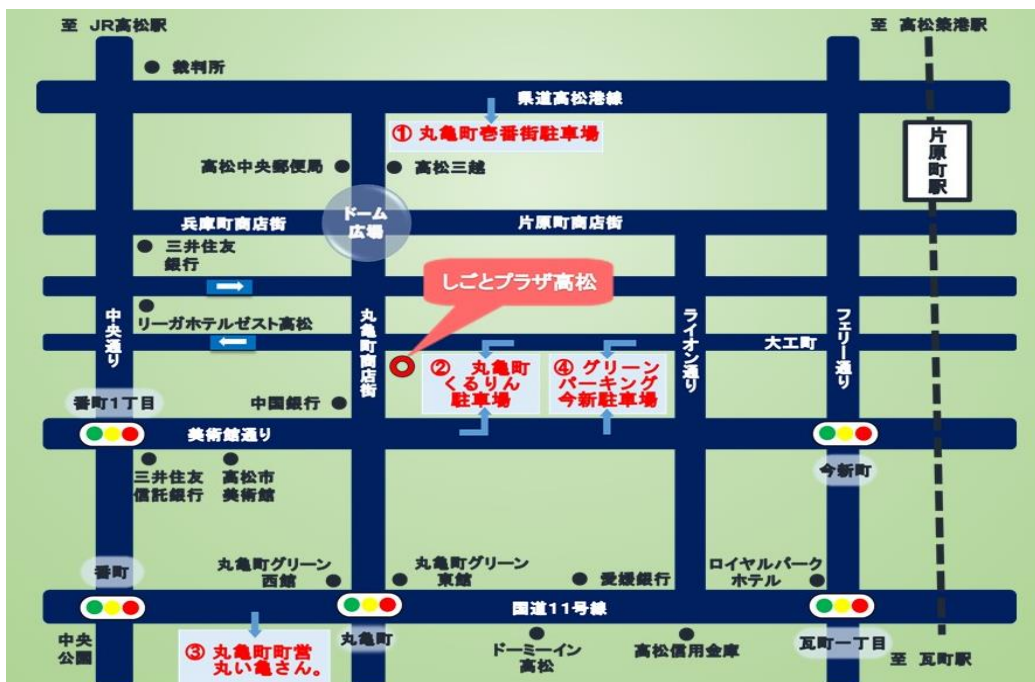 至 JR高松駅
至 高松築港駅
裁判所
県道高松港線
① 丸亀町壱番街駐車場
片原町駅
高松中央郵便局
高松三越
ドーム
広場
兵庫町商店街
片原町商店街
三井住友
銀行
しごとプラザ高松
リーガホテルゼスト高松
中央通り
丸亀町商店街
ライオン通り
フェリー通り
大工町
② 丸亀町
くるりん
駐車場
④ グリーン
パーキング
今新駐車場
番町1丁目
中国銀行
美術館通り
今新町
三井住友
信託銀行
高松市
美術館
番町
丸亀町グリーン
西館
丸亀町グリーン
東館
愛媛銀行
ロイヤルパーク
ホテル
国道11号線
中央
公園
丸亀町
瓦町一丁目
③ 丸亀町町営
丸い亀さん。
ドーミーイン
高松
高松信用金庫
至 瓦町駅